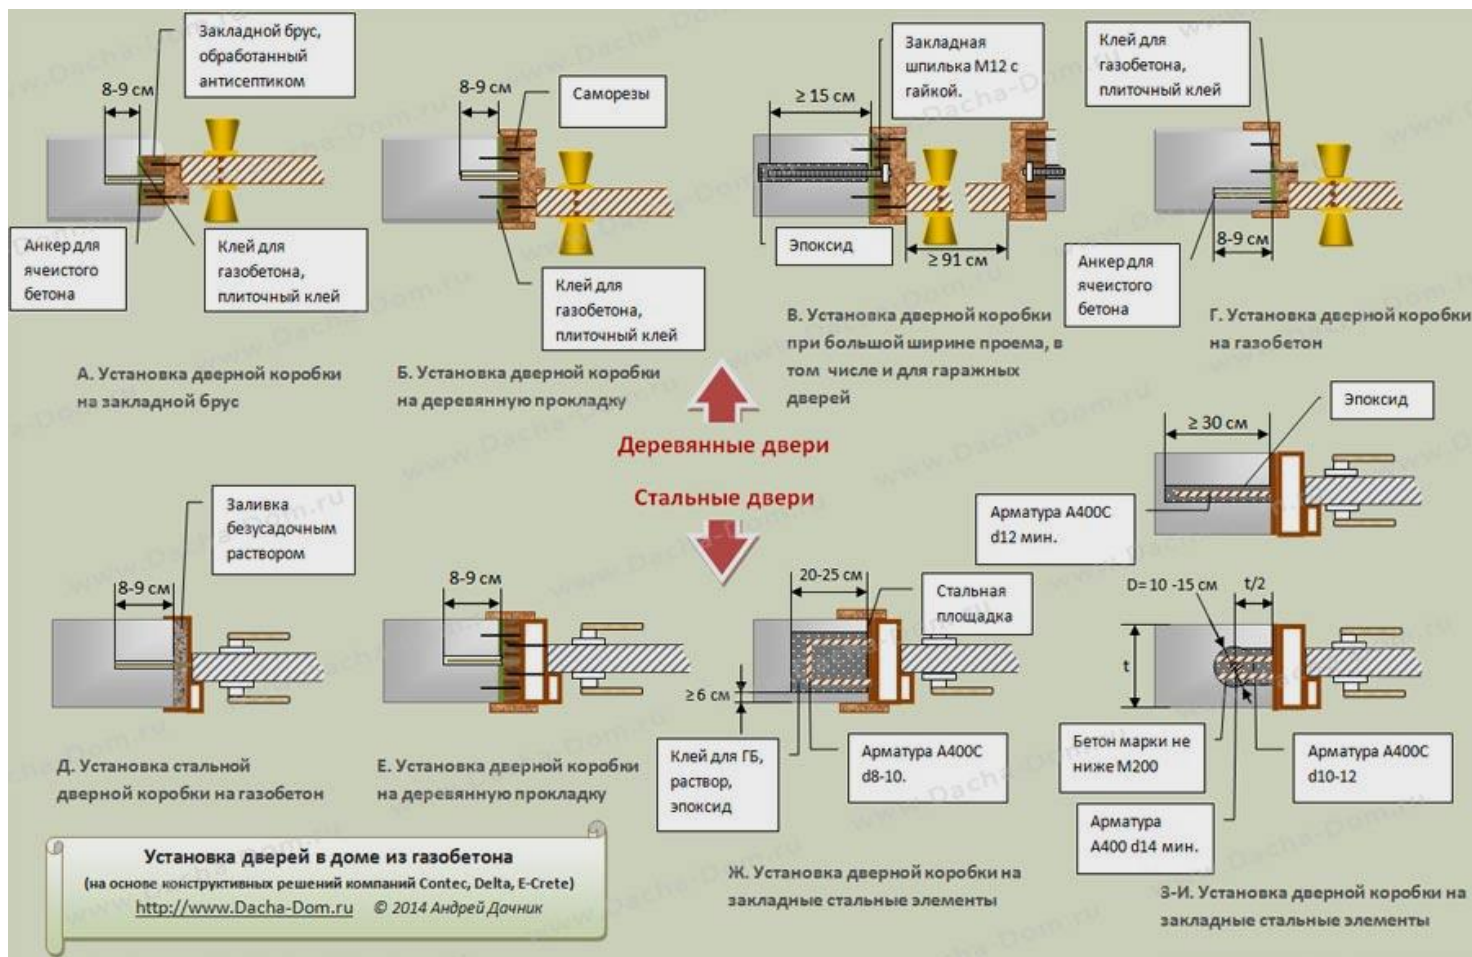 Закладной брус,
обработанный
антисептиком
8-9 см
Анкер для
ячеистого
бетона
Клей для
газобетона,
плиточный клей
А. Установка дверной коробки
на закладной брус
8-9 см
Саморезы
Клей для
газобетона,
плиточный клей
Б. Установка дверной коробки
на деревянную прокладку
≥ 15 см
Закладная
шпилька М12 с
гайкой.
Эпоксид
≥ 91 см
В. Установка дверной коробки
при большой ширине проема, в
том числе и для гаражных
дверей
Клей для
газобетона,
плиточный клей
8-9 см
Анкер для
ячеистого
бетона
Г. Установка дверной коробки
на газобетон
Деревянные двери
Стальные двери
Заливка
безусадочным
раствором
8-9 см
Д. Установка стальной
дверной коробки на газобетон
8-9 см
Е. Установка дверной коробки
на деревянную прокладку
20-25 см
Стальная
площадка
≥ 6 см
Клей для ГБ,
раствор,
эпоксид
Арматура А400С
d8-10.
Ж. Установка дверной коробки на
закладные стальные элементы
Эпоксид
≥ 30 см
Арматура А400С
d12 мин.
D= 10 -15 см
t/2
t
Бетон марки не
ниже М200
Арматура А400С
d10-12
Арматура
А400 d14 мин.
З-И. Установка дверной коробки на
закладные стальные элементы
Установка дверей в доме из газобетона
(на основе конструктивных решений компаний Contec, Delta, E-Crete)
http://www.Dacha-Dom.ru © 2014 Андрей Дачник
www.Dacha-Dom.ru